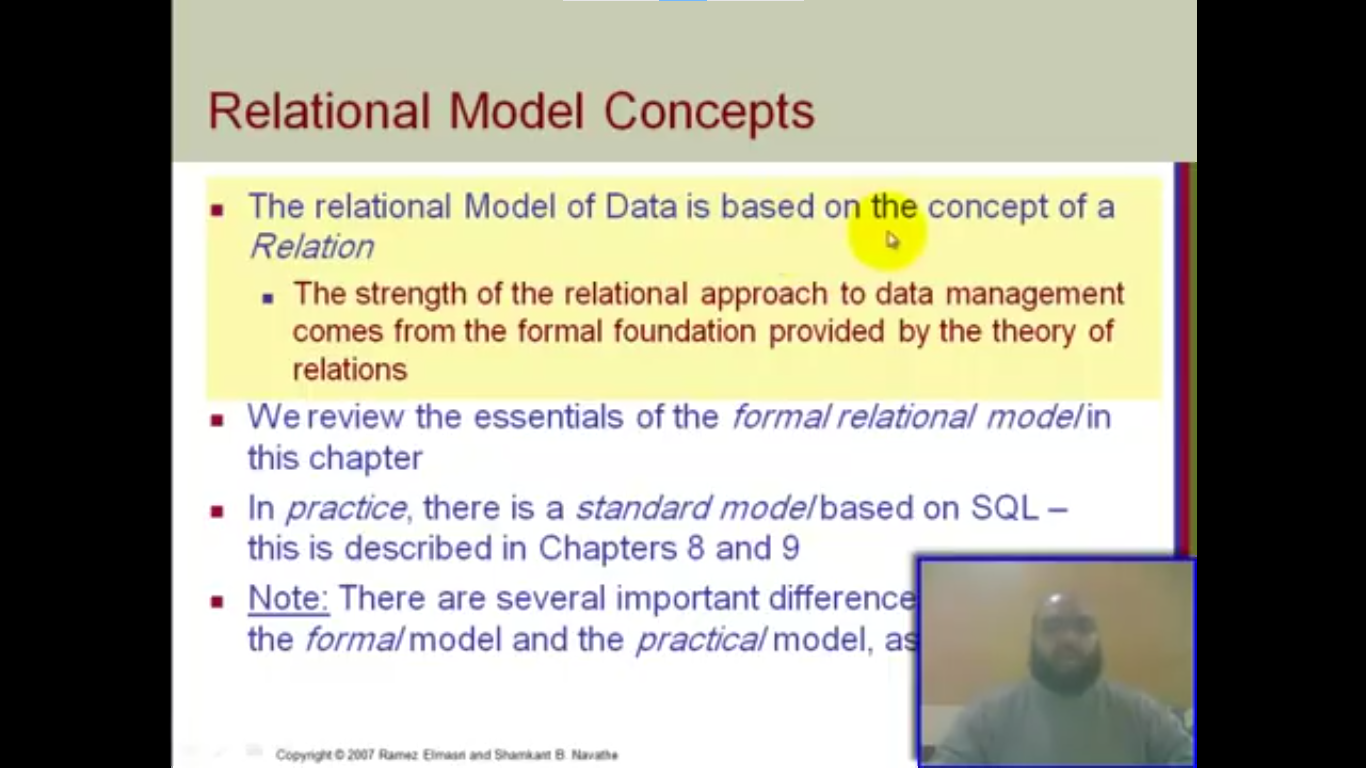 Relational Model Concepts
The relational Model of Data is based on the concept of a
Relation
The strength of the relational approach to data management
comes from the formal foundation provided by the theory of
relations
We review the essentials of the formal relational model in
this chapter
In practice, there is a standard model based on SQL –
this is described in Chapters 8 and 9
Note: There are several important difference
the formal model and the practical model, as
Copyright © 2007 Ramez Elmasri and Shamkant B. Navathe